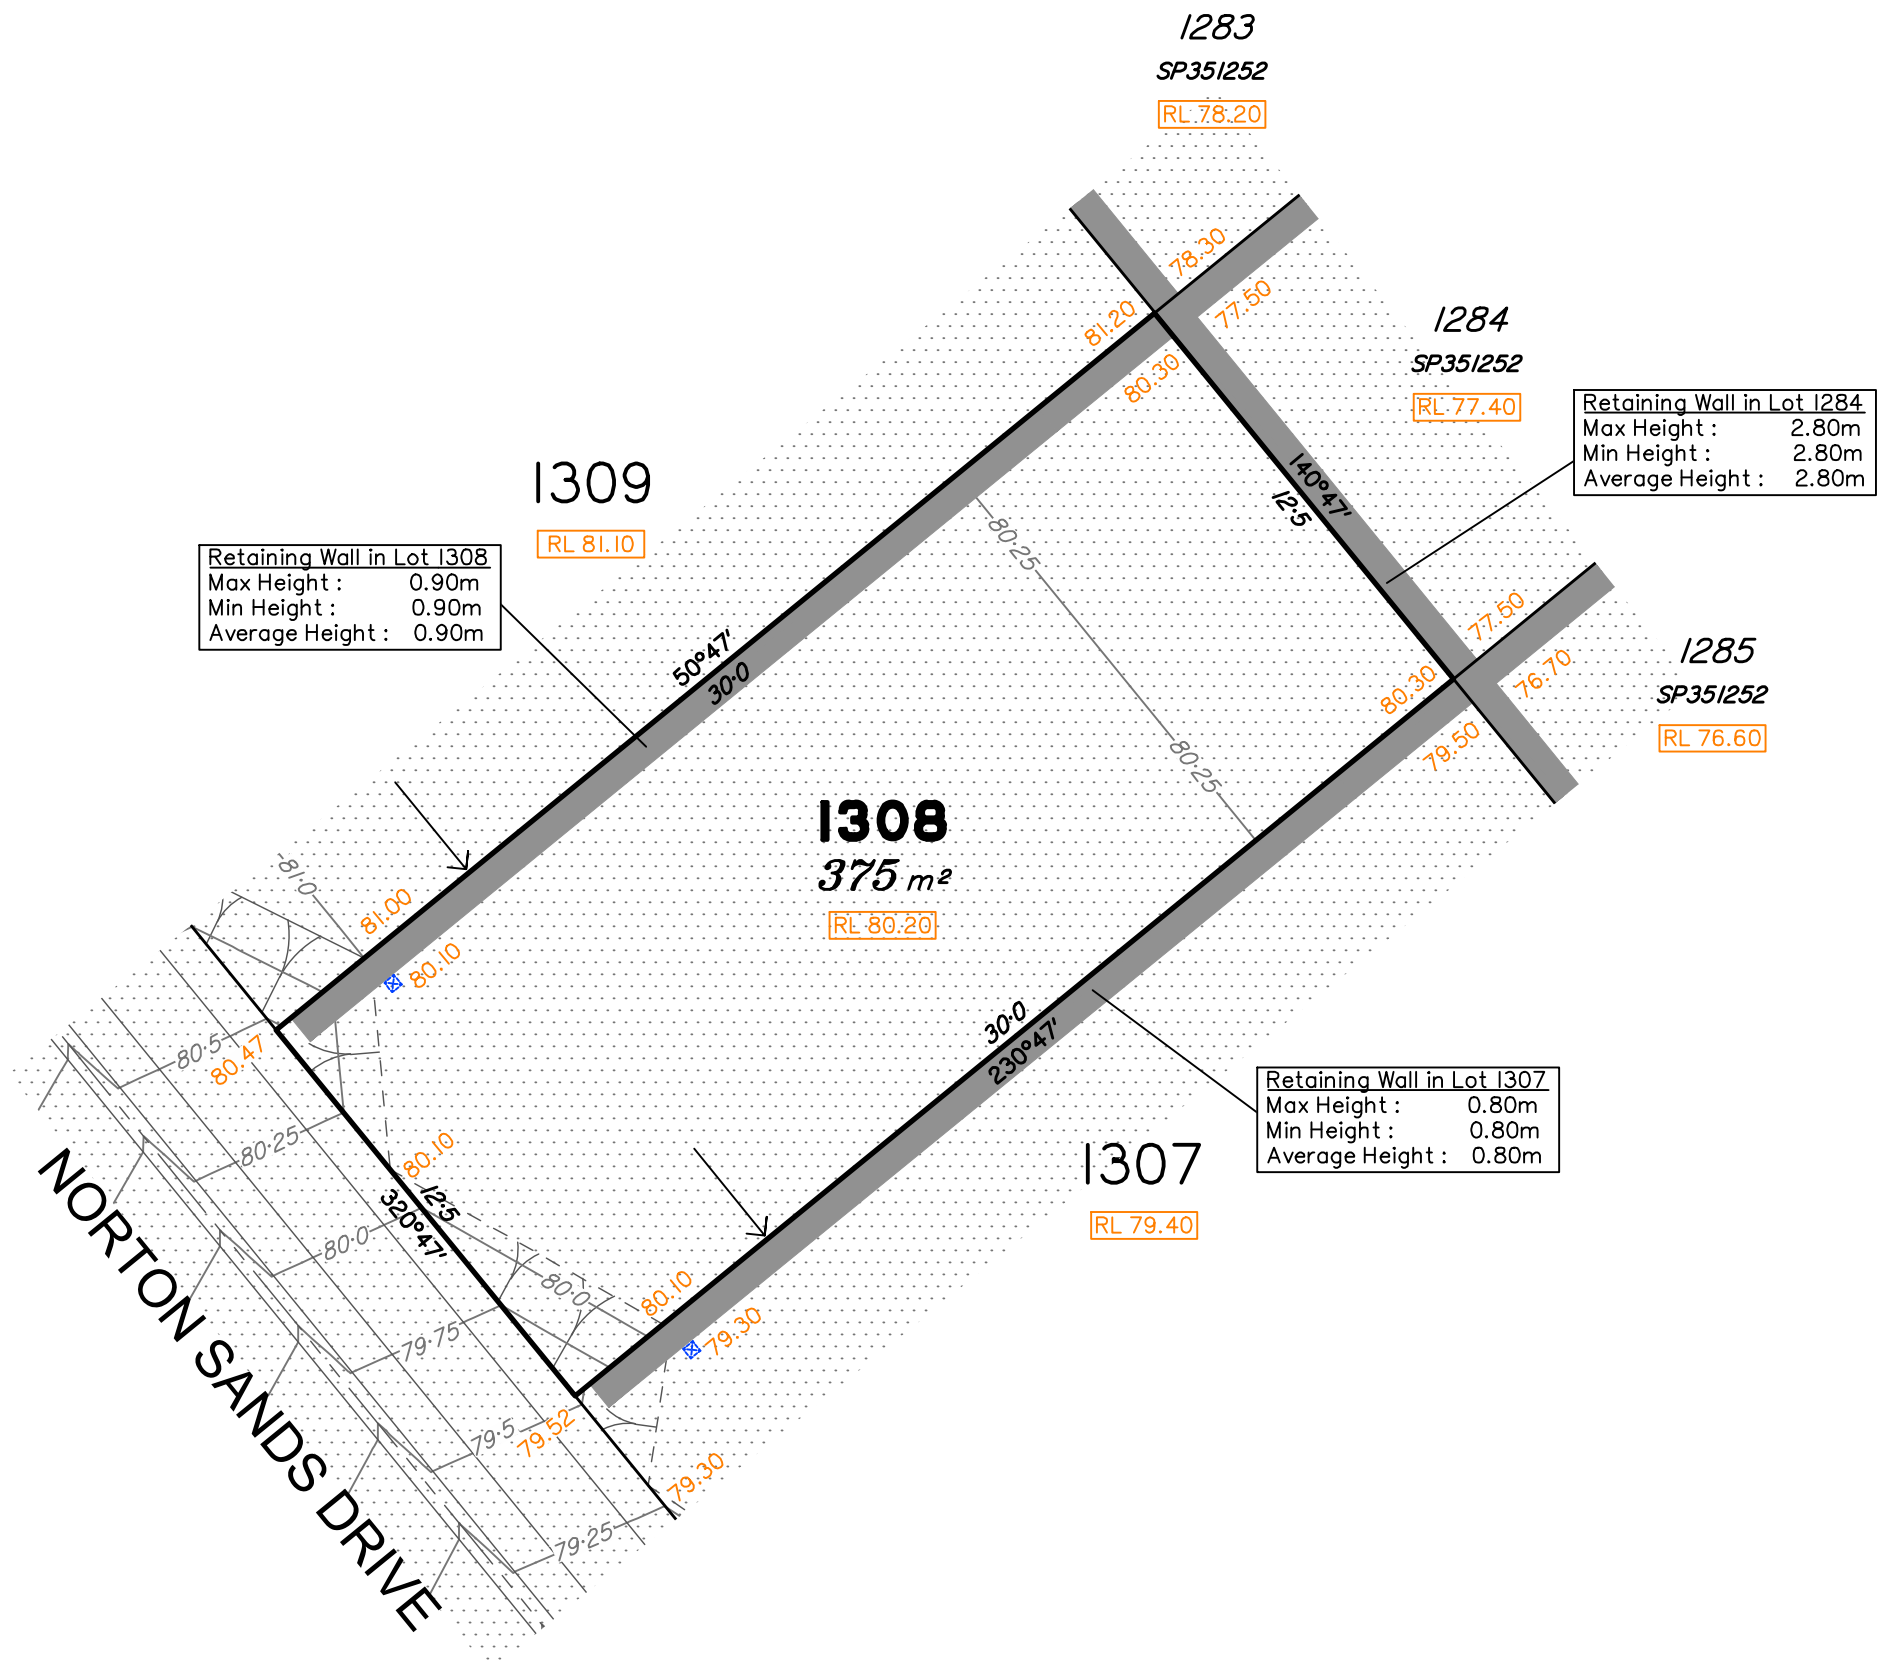 1283
SP351252
RL 78.20
78.30
77.50
81.20
80.30
1284
SP351252
RL 77.40
Retaining Wall in Lot 1284
Max Height : 2.80m
Min Height : 2.80m
Average Height : 2.80m
140°47'
12·5
1309
RL 81.10
80·25
Retaining Wall in Lot 1308
Max Height : 0.90m
Min Height : 0.90m
Average Height : 0.90m
50°47'
30·0
77.50
76.70
80.30
79.50
1285
SP351252
RL 76.60
80·25
1308
375 m²
RL 80.20
81·0
81.00
80.10
80·5
80.47
30·0
230°47'
Retaining Wall in Lot 1307
Max Height : 0.80m
Min Height : 0.80m
Average Height : 0.80m
80·25
80.10
12·5
320°47'
1307
RL 79.40
80·0
80·0
80.10
79.30
79·75
79·5
79.52
79.30
79·25
NORTON SANDS DRIVE